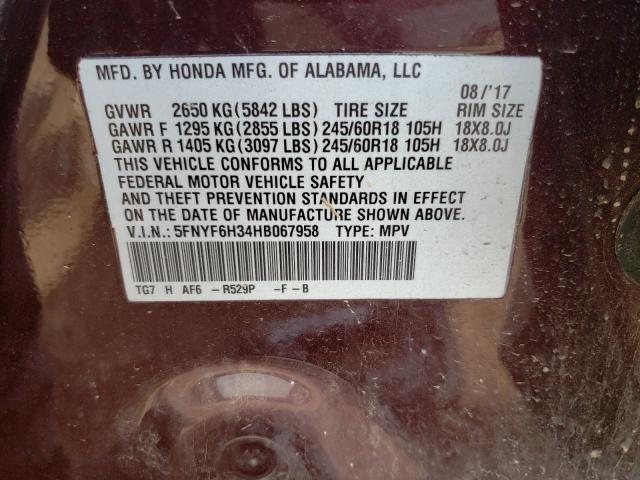 MFD. BY HONDA MFG. OF ALABAMA, LLC
08/'17
GVWR 2650 KG(5842 LBS) TIRE SIZE RIM SIZE
GAWR F 1295 KG(2855 LBS)245/60R18 105H 18X8.0J
GAWR R 1405 KG(3097 LBS)245/60R18 105H 18X8.0J
THIS VEHICLE CONFORMS TO ALL APPLICABLE
FEDERAL MOTOR VEHICLE SAFETY
AND THEFT PREVENTION STANDARDS IN EFFECT
ON THE DATE OF MANUFACTURE SHOWN ABOVE.
V.I.N.: 5FNYF6H34HB067958 TYPE: MPV
TG7 H AF6 -R529P -F-B